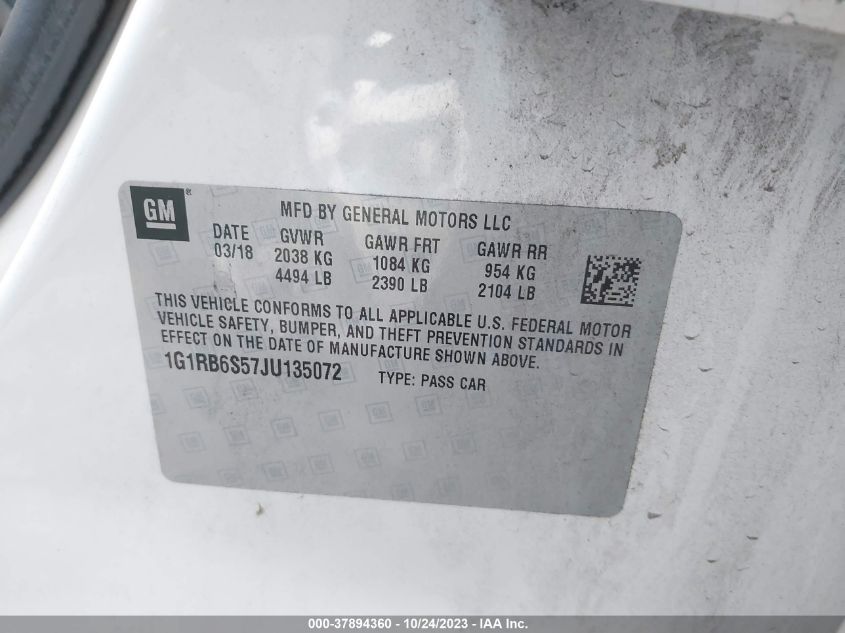 GM®
MFD BY GENERAL MOTORS LLC
DATE GVWR GAWR FRT GAWR RR
03/18 2038 KG 1084 KG 954 KG
4494 LB 2390 LB 2104 LB
THIS VEHICLE CONFORMS TO ALL APPLICABLE U.S. FEDERAL MOTOR
VEHICLE SAFETY, BUMPER, AND THEFT PREVENTION STANDARDS IN
EFFECT ON THE DATE OF MANUFACTURE SHOWN ABOVE.
1G1RB6S57JU135072 TYPE: PASS CAR
000-37894360 - 10/24/2023 - IAA Inc.